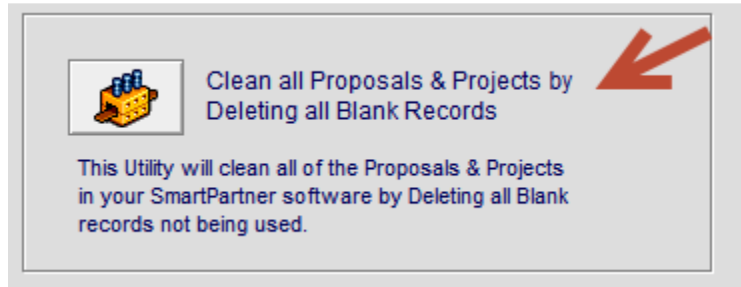 Clean all Proposals & Projects by
Deleting all Blank Records
This Utility will clean all of the Proposals & Projects
in your SmartPartner software by Deleting all Blank
records not being used.